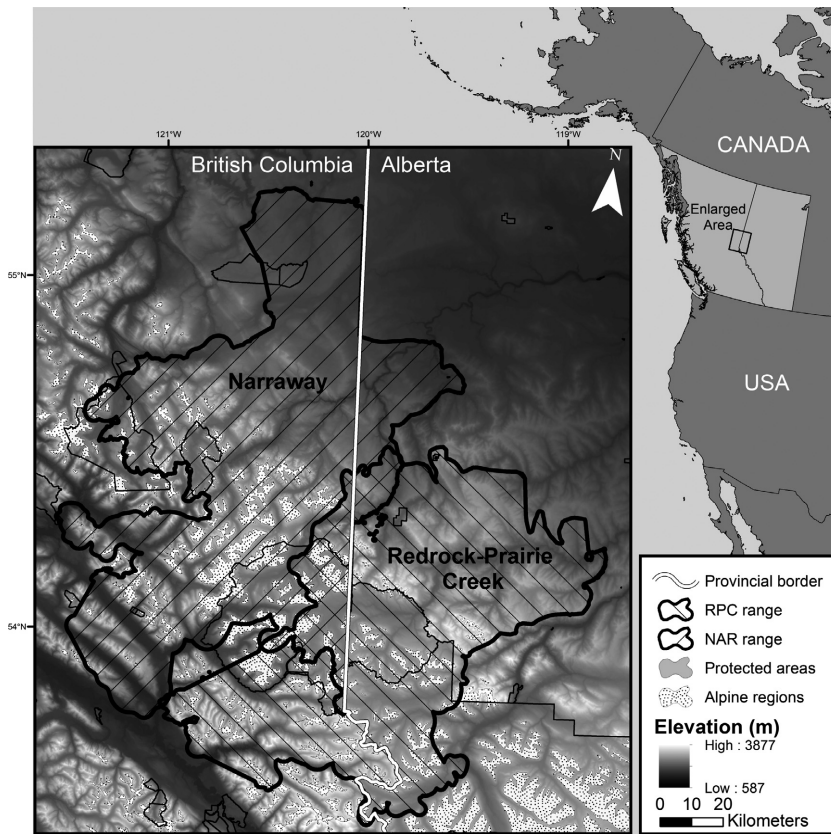 CANADA
Enlarged
Area
USA
121°W
120°W
119°W
British Columbia
Alberta
N
55°N
54°N
Narraway
Redrock-Prairie
Creek
Provincial border
RPC range
NAR range
Protected areas
Alpine regions
Elevation (m)
High : 3877
Low : 587
0 10 20
Kilometers